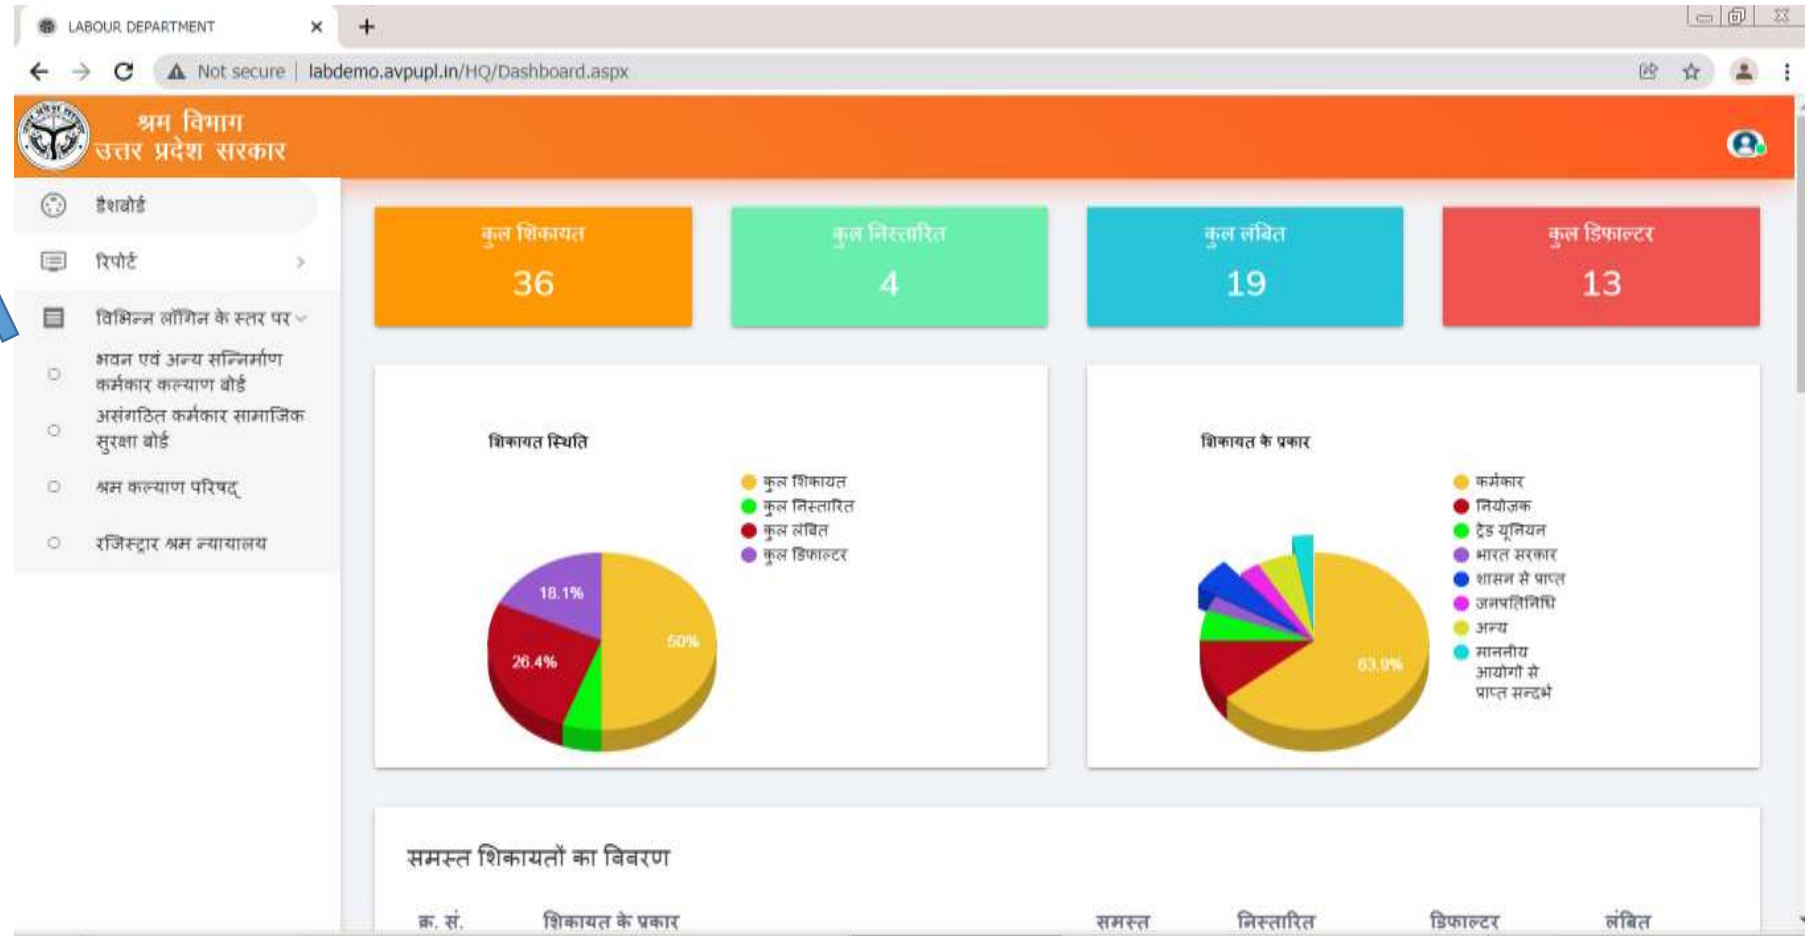 LABOUR DEPARTMENT
Not secure | labdemo.avpupl.in/HQ/Dashboard.aspx
श्रम विभाग
उत्तर प्रदेश सरकार
डैशबोर्ड
रिपोर्ट
विभिन्न लॉगिन के स्तर पर
भवन एवं अन्य सन्निर्माण
कर्मकार कल्याण बोर्ड
असंगठित कर्मकार सामाजिक
सुरक्षा बोर्ड
श्रम कल्याण परिषद्
रजिस्ट्रार श्रम न्यायालय
कुल शिकायत
36
कुल निस्तारित
4
कुल लंबित
19
कुल डिफाल्टर
13
शिकायत स्थिति
कुल शिकायत
कुल निस्तारित
कुल लंबित
कुल डिफाल्टर
18.1%
50%
26.4%
शिकायत के प्रकार
कर्मकार
नियोजक
ट्रेड यूनियन
भारत सरकार
शासन से प्राप्त
जनप्रतिनिधि
अन्य
माननीय
आयोगों से
प्राप्त सन्दर्भ
63.9%
समस्त शिकायतों का विवरण
क्र. सं. शिकायत के प्रकार समस्त निस्तारित डिफाल्टर लंबित